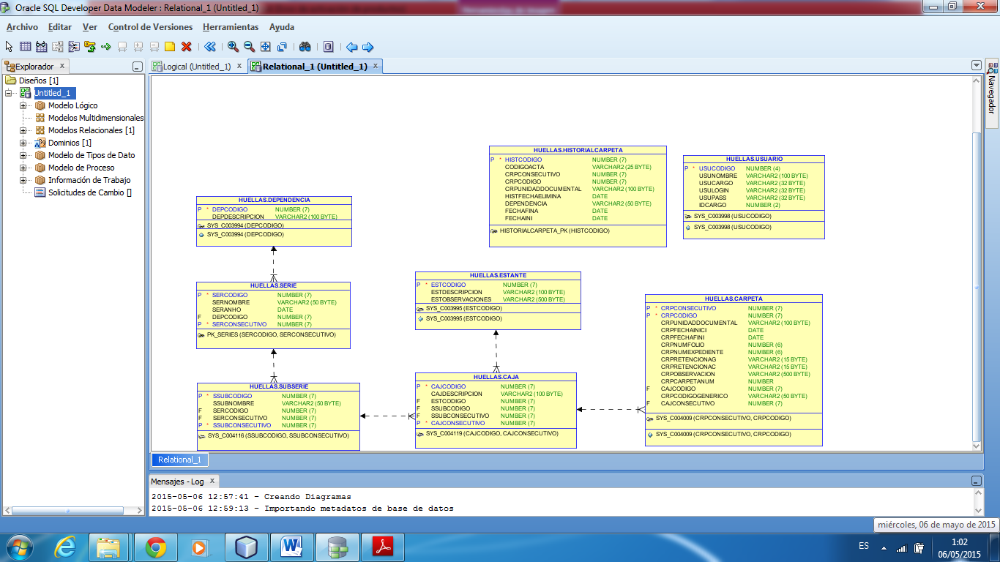 Oracle SQL Developer Data Modeler : Relational_1 (Untitled_1)
Archivo Editar Ver Control de Versiones Herramientas Ayuda
Explorador x
Diseños [1]
Untitled_1
Modelo Lógico
Modelos Multidimensionales
Modelos Relacionales [1]
Dominios [1]
Modelo de Tipos de Dato
Modelo de Proceso
Información de Trabajo
Solicitudes de Cambio []
Logical (Untitled_1) x Relational_1 (Untitled_1) x
Navegador
HUELLAS.DEPENDENCIA
P * DEPCODIGO NUMBER (7)
DEPDESCRIPCION VARCHAR2 (100 BYTE)
SYS_C003994 (DEPCODIGO)
SYS_C003994 (DEPCODIGO)
HUELLAS.SERIE
P * SERCODIGO NUMBER (7)
SERNOMBRE VARCHAR2 (50 BYTE)
SERANHO DATE
F DEPCODIGO NUMBER (7)
P * SERCONSECUTIVO NUMBER (7)
PK_SERIES (SERCODIGO, SERCONSECUTIVO)
HUELLAS.SUBSERIE
P * SSUBCODIGO NUMBER (7)
SSUBNOMBRE VARCHAR2 (50 BYTE)
F SERCODIGO NUMBER (7)
F SERCONSECUTIVO NUMBER (7)
P * SSUBCONSECUTIVO NUMBER (7)
SYS_C004116 (SSUBCODIGO, SSUBCONSECUTIVO)
HUELLAS.HISTORIALCARPETA
P * HISTCODIGO NUMBER (7)
CODIGOACTA VARCHAR2 (25 BYTE)
CRPCONSECUTIVO NUMBER (7)
CRPCODIGO NUMBER (7)
CRPUNIDADDOCUMENTAL VARCHAR2 (100 BYTE)
HISTFECHAELIMINA DATE
DEPENDENCIA VARCHAR2 (50 BYTE)
FECHAFINA DATE
FECHAINI DATE
HISTORIALCARPETA_PK (HISTCODIGO)
HUELLAS.USUARIO
P * USUCODIGO NUMBER (4)
USUNOMBRE VARCHAR2 (100 BYTE)
USUCARGO VARCHAR2 (32 BYTE)
USULOGIN VARCHAR2 (32 BYTE)
USUPASS VARCHAR2 (32 BYTE)
IDCARGO NUMBER (2)
SYS_C003998 (USUCODIGO)
SYS_C003998 (USUCODIGO)
HUELLAS.ESTANTE
P * ESTCODIGO NUMBER (7)
ESTDESCRIPCION VARCHAR2 (100 BYTE)
ESTOBSERVACIONES VARCHAR2 (500 BYTE)
SYS_C003995 (ESTCODIGO)
SYS_C003995 (ESTCODIGO)
HUELLAS.CAJA
P * CAJCODIGO NUMBER (7)
CAJDESCRIPCION VARCHAR2 (100 BYTE)
F ESTCODIGO NUMBER (7)
F SSUBCODIGO NUMBER (7)
F SSUBCONSECUTIVO NUMBER (7)
P * CAJCONSECUTIVO NUMBER (7)
SYS_C004119 (CAJCODIGO, CAJCONSECUTIVO)
HUELLAS.CARPETA
P * CRPCONSECUTIVO NUMBER (7)
P * CRPCODIGO NUMBER (7)
CRPUNIDADDOCUMENTAL VARCHAR2 (100 BYTE)
CRPFECHAINICI DATE
CRPFECHAFINI DATE
CRPNUMFOLIO NUMBER (6)
CRPNUMEXPEDIENTE NUMBER (6)
CRPRETENCIONAG VARCHAR2 (15 BYTE)
CRPRETENCIONAC VARCHAR2 (15 BYTE)
CRPOBSERVACION VARCHAR2 (500 BYTE)
CRPCARPETANUM NUMBER
F CAJCODIGO NUMBER (7)
CRPCODIGOGENERICO VARCHAR2 (50 BYTE)
F CAJCONSECUTIVO NUMBER (7)
SYS_C004009 (CRPCONSECUTIVO, CRPCODIGO)
SYS_C004009 (CRPCONSECUTIVO, CRPCODIGO)
Relational_1
Mensajes - Log x
2015-05-06 12:57:41 - Creando Diagramas
2015-05-06 12:59:13 - Importando metadatos de base de datos
miércoles, 06 de mayo de 2015
ES
1:02
06/05/2015